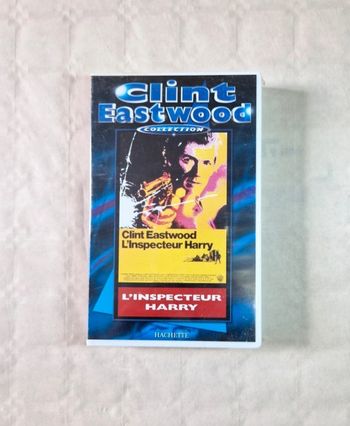 Clint
Eastwood
COLLECTION
Clint Eastwood
L'Inspecteur Harry
L'INSPECTEUR
HARRY
HACHETTE